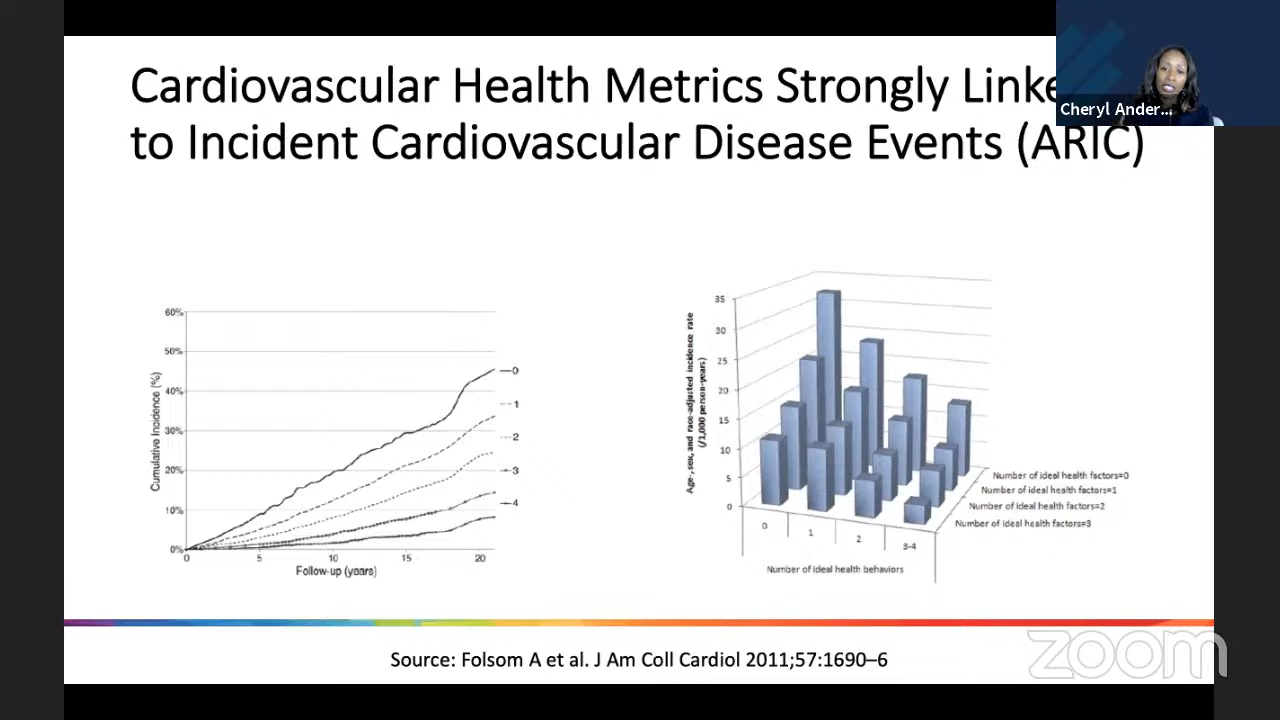 Cardiovascular Health Metrics Strongly Linke
to Incident Cardiovascular Disease Events (ARIC)
Cheryl Ander...
60%
50%
40%
30%
20%
10%
0%
Cumulative Incidence (%)
0
5
10
15
20
Follow-up (years)
0
1
2
3
4
35
30
25
20
15
10
5
0
Age-, sex, and race-adjusted incidence rate
(/1,000 person-years)
0
1
2
3-4
Number of ideal health behaviors
Number of ideal health factors=0
Number of ideal health factors=1
Number of ideal health factors=2
Number of ideal health factors=3
Source: Folsom A et al. J Am Coll Cardiol 2011;57:1690–6
zoom